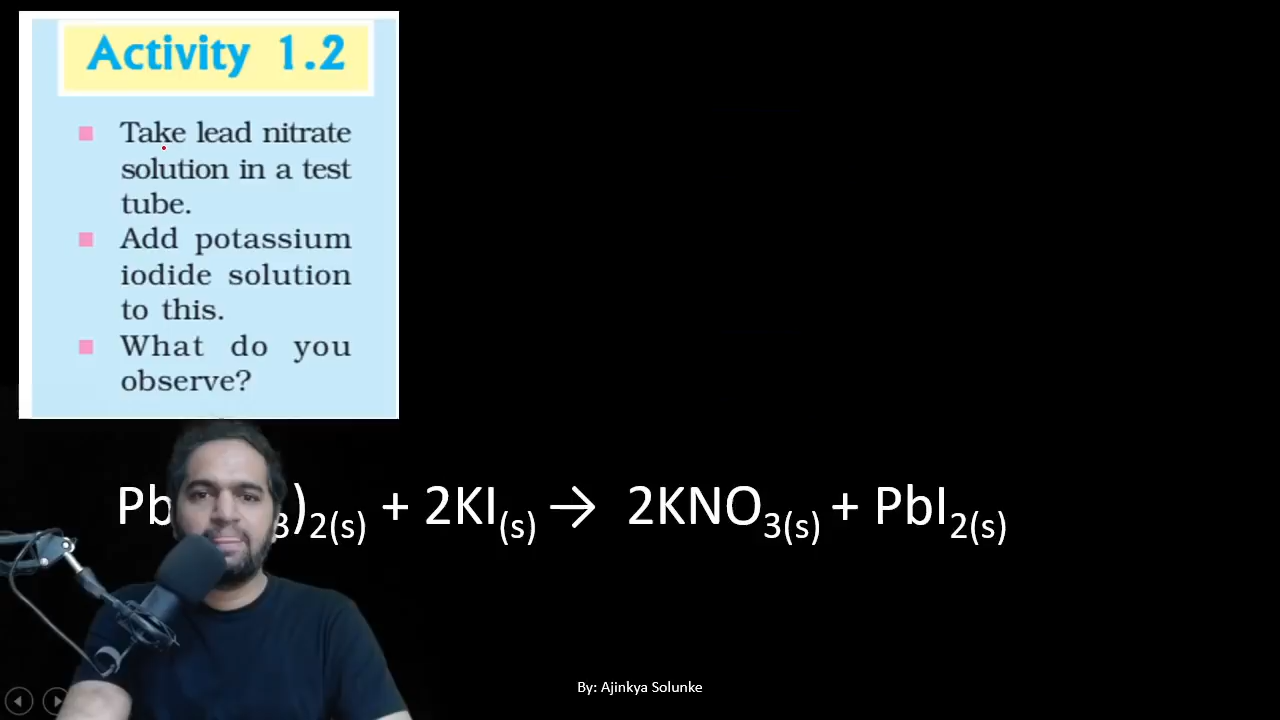 Activity 1.2
Take lead nitrate
solution in a test
tube.
Add potassium
iodide solution
to this.
What do you
observe?
Pb 3)2(s) + 2KI(s) → 2KNO3(s) + PbI2(s)
By: Ajinkya Solunke